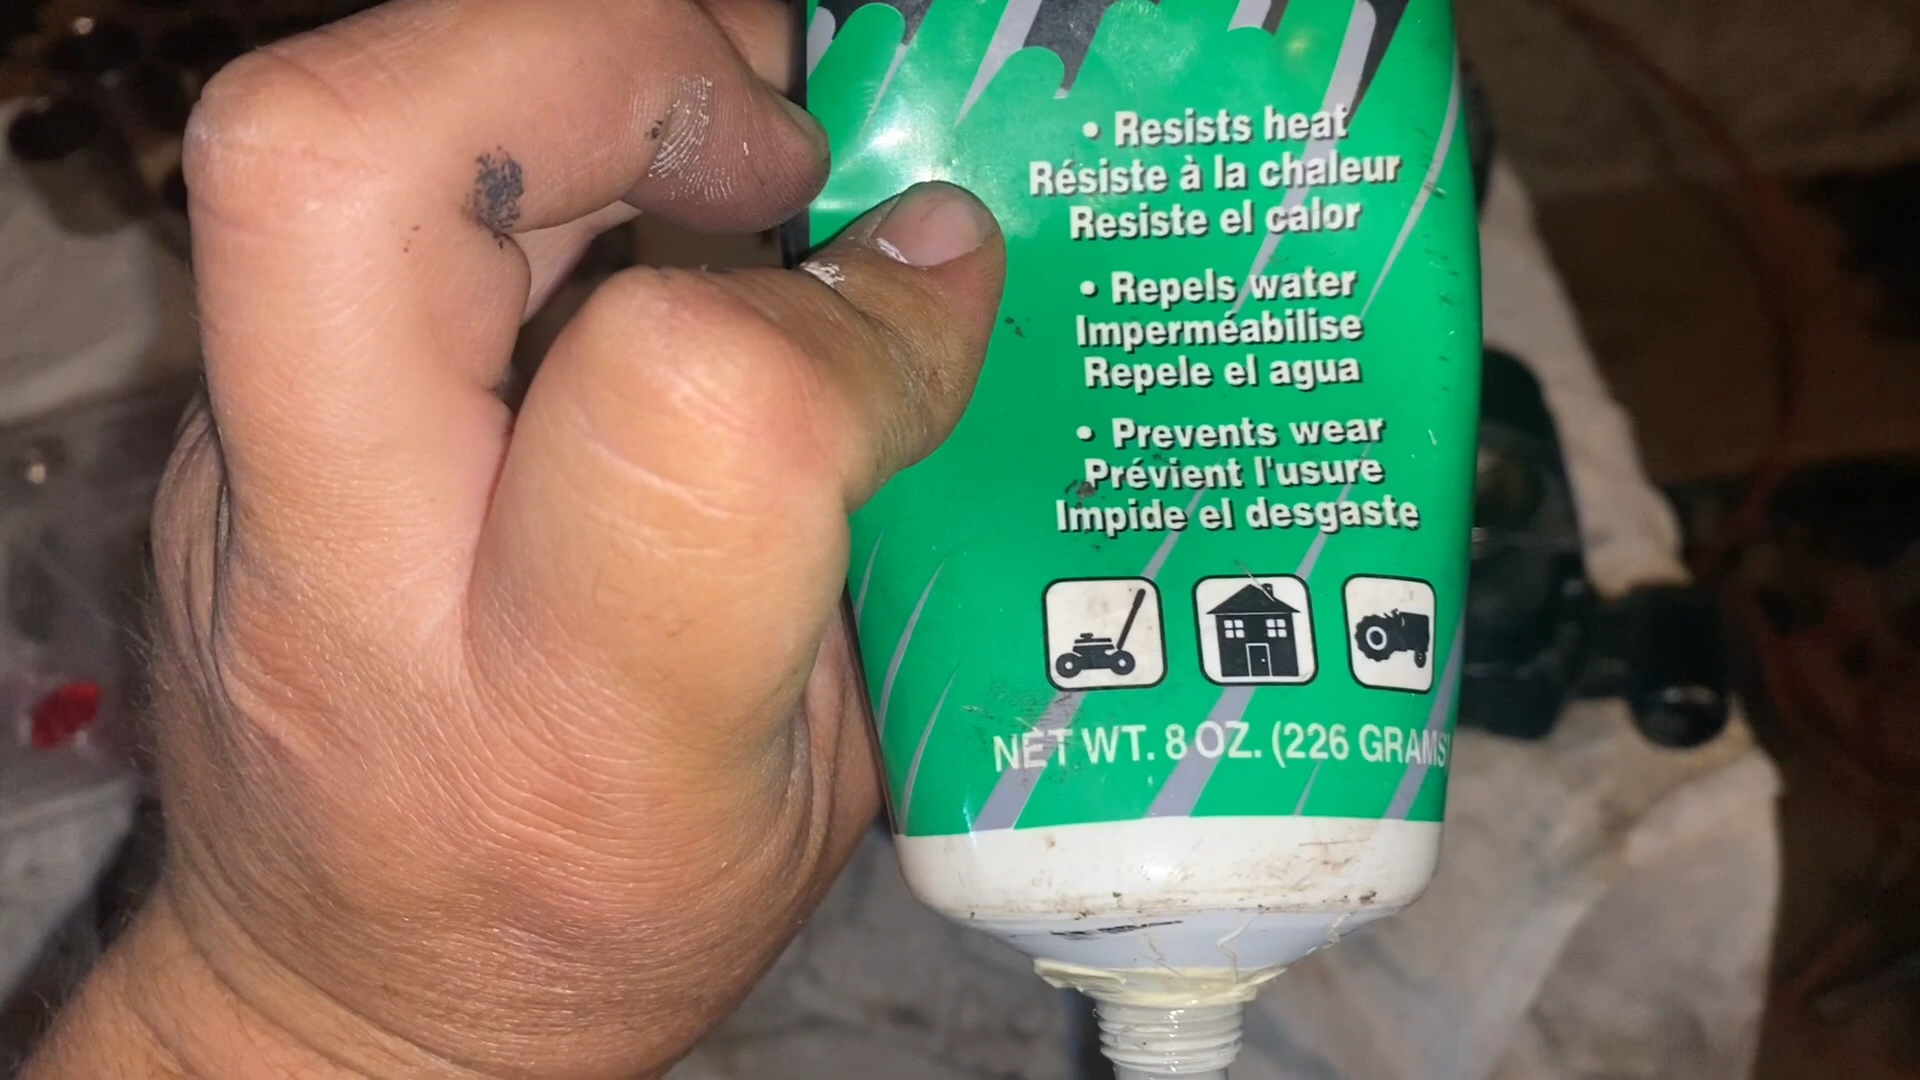 • Resists heat
Résiste à la chaleur
Resiste el calor
• Repels water
Imperméabilise
Repele el agua
• Prevents wear
Prévient l'usure
Impide el desgaste
NET WT. 8 OZ. (226 GRAMS)